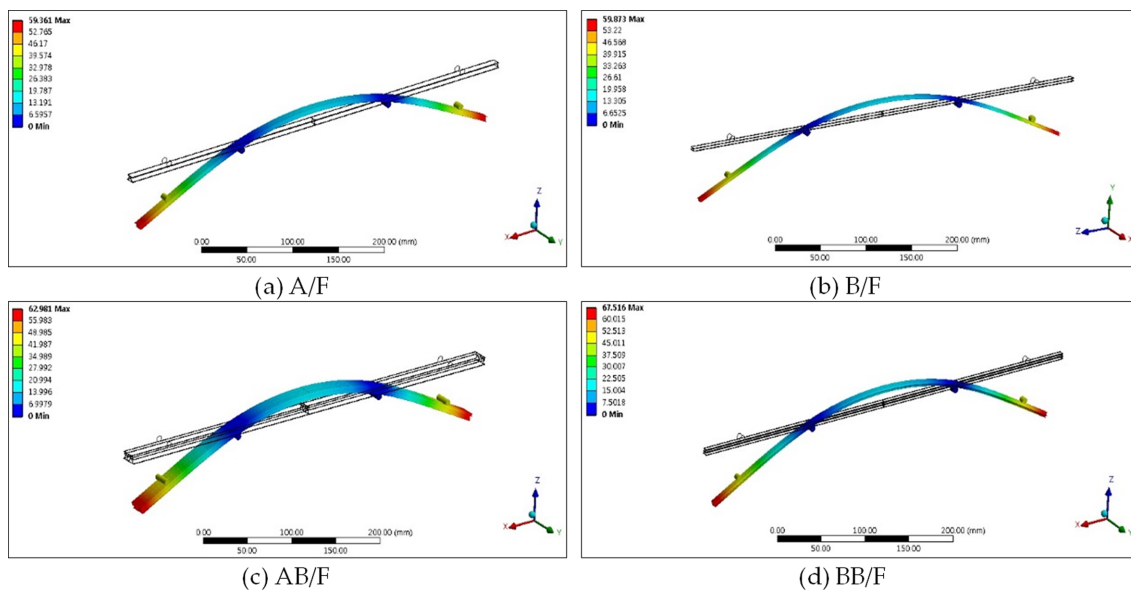 59.361 Max
52.765
46.17
39.574
32.978
26.383
19.787
13.191
6.5957
0 Min
0.00
100.00
200.00 (mm)
50.00
150.00
Z
X
Y
(a) A/F
59.873 Max
53.22
46.568
39.915
33.263
26.61
19.958
13.305
6.6525
0 Min
0.00
100.00
200.00 (mm)
50.00
150.00
Y
Z
X
(b) B/F
62.981 Max
55.983
48.985
41.987
34.989
27.992
20.994
13.996
6.9979
0 Min
0.00
100.00
200.00 (mm)
50.00
150.00
Z
X
Y
(c) AB/F
67.516 Max
60.015
52.513
45.011
37.509
30.007
22.505
15.004
7.5018
0 Min
0.00
100.00
200.00 (mm)
50.00
150.00
Z
X
Y
(d) BB/F